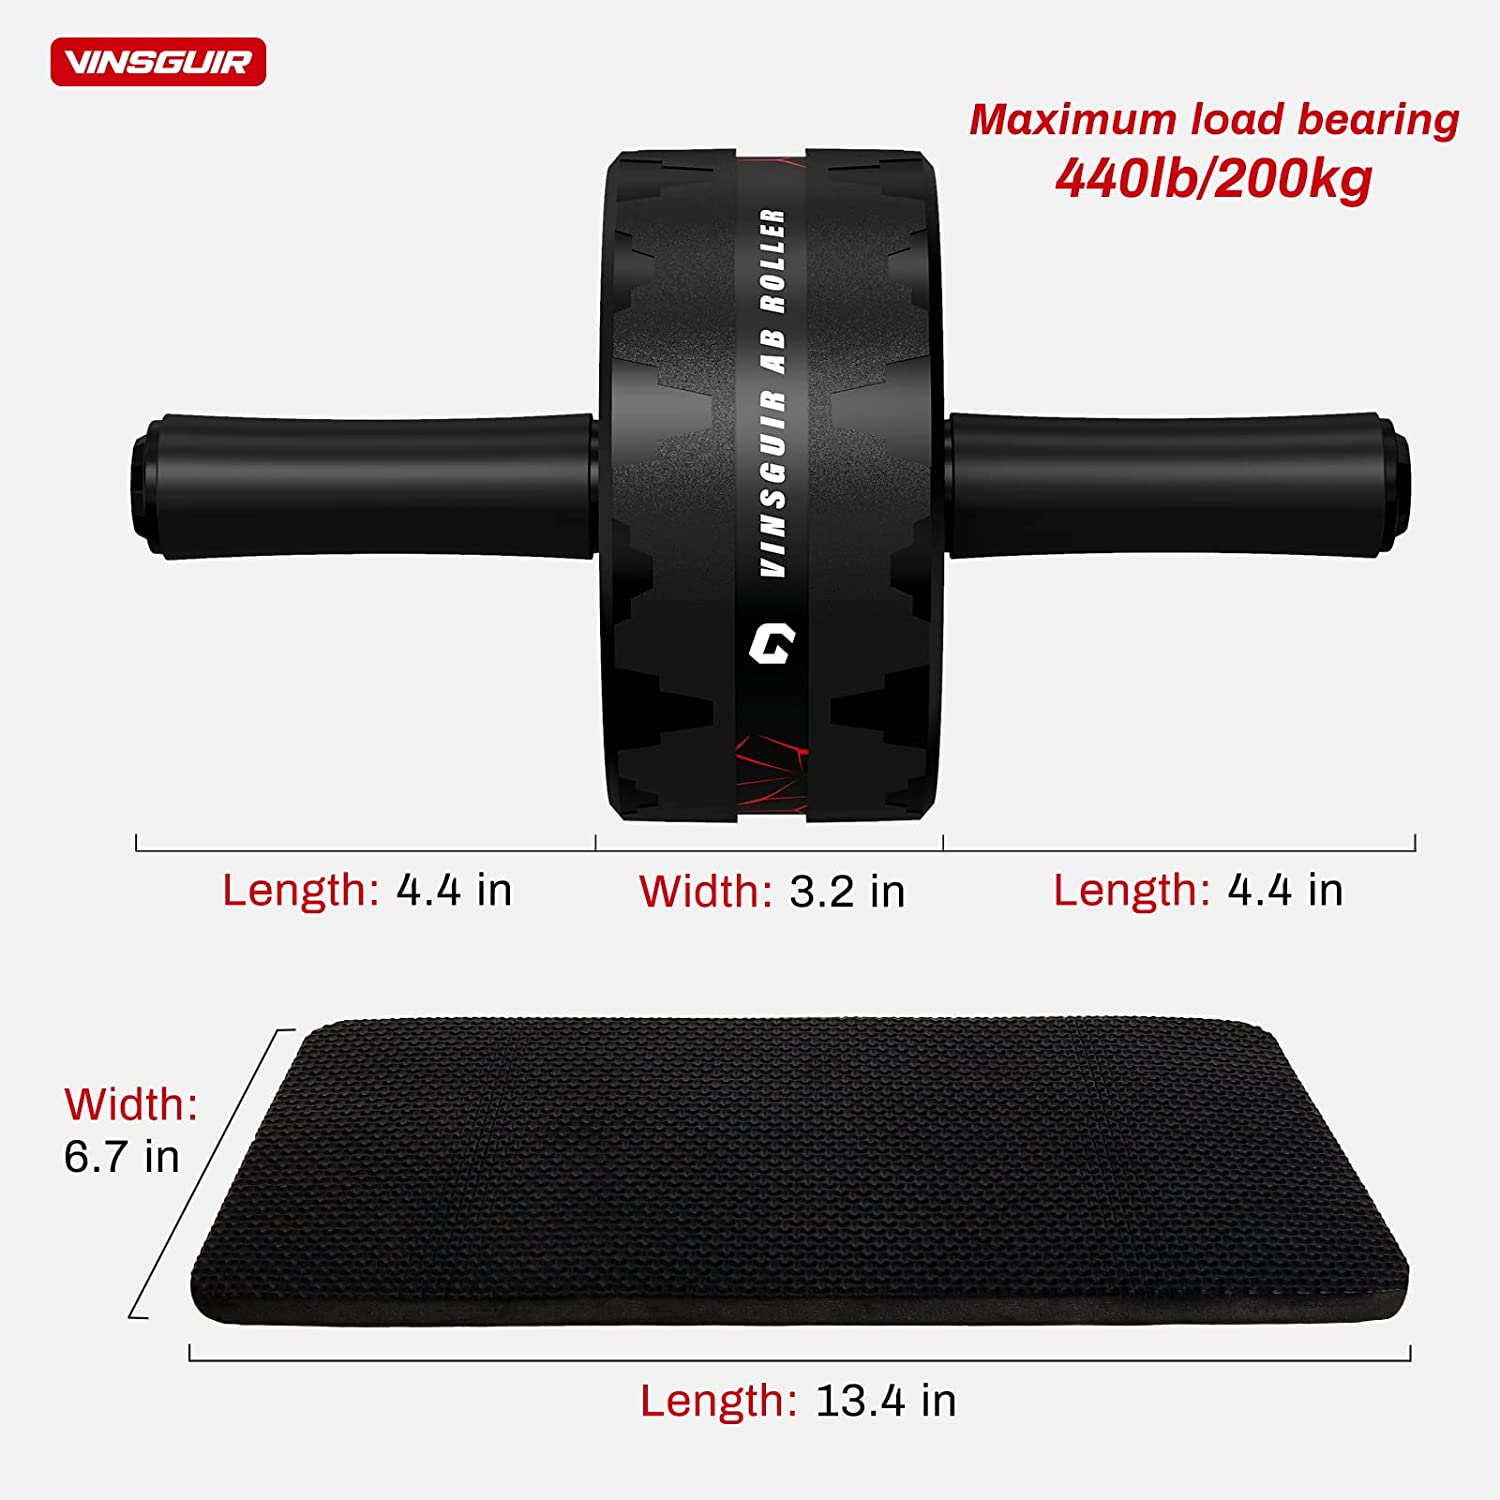 VINSGUIR
Maximum load bearing
440lb/200kg
VINSGUIR AB ROLLER
Length: 4.4 in
Width: 3.2 in
Length: 4.4 in
Width:
6.7 in
Length: 13.4 in